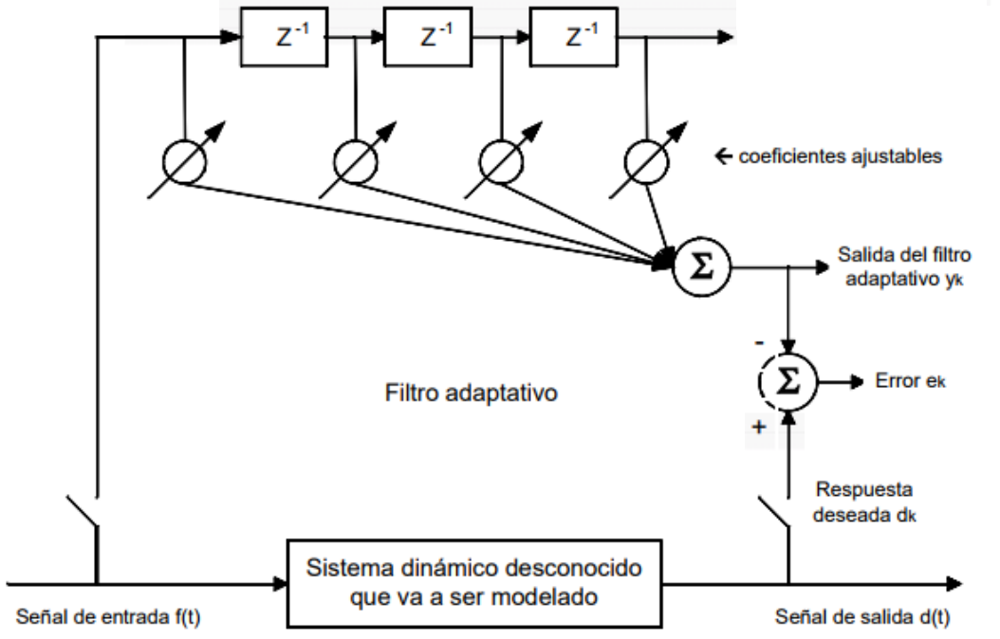 Z⁻¹ Z⁻¹ Z⁻¹
← coeficientes ajustables
Σ
Salida del filtro
adaptativo yk
-
Σ
Error ek
Filtro adaptativo
+
Respuesta
deseada dk
Sistema dinámico desconocido
que va a ser modelado
Señal de entrada f(t)
Señal de salida d(t)